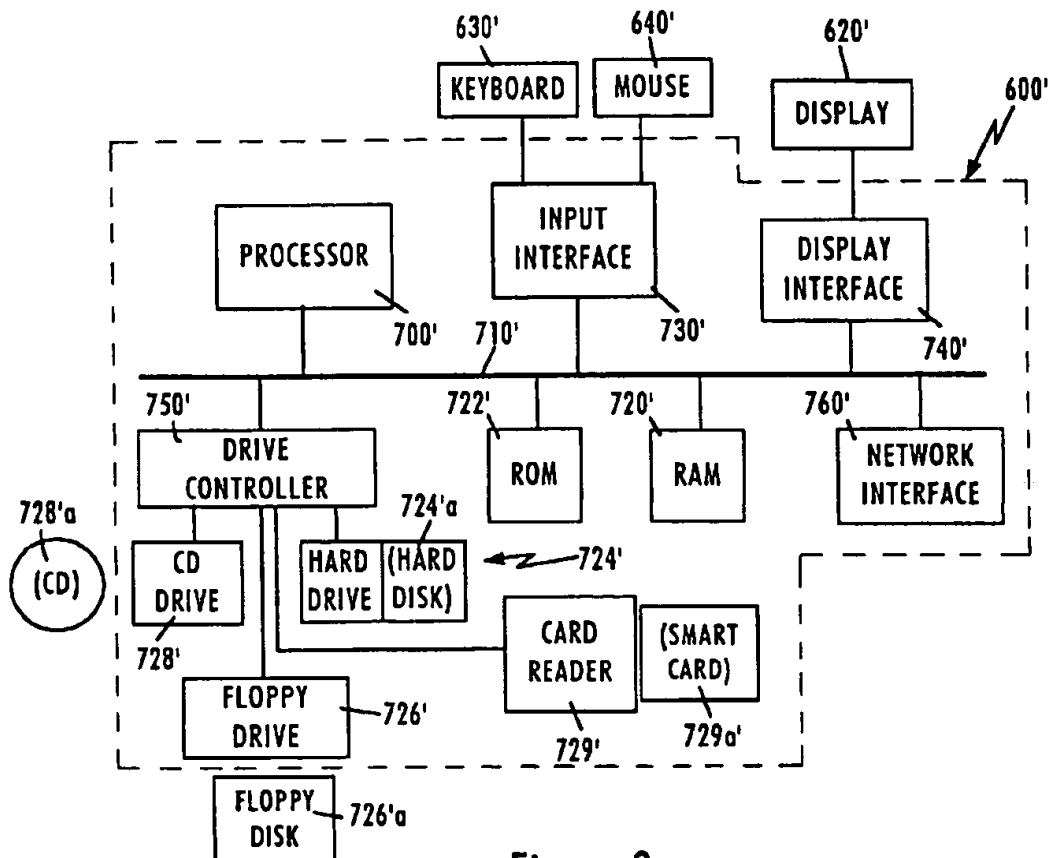 630'
640'
620'
600'
KEYBOARD
MOUSE
DISPLAY
PROCESSOR
INPUT
INTERFACE
DISPLAY
INTERFACE
700'
710'
730'
740'
750'
722'
720'
760'
DRIVE
CONTROLLER
ROM
RAM
NETWORK
INTERFACE
728'a
(CD)
724'a
CD
DRIVE
HARD
DRIVE
(HARD
DISK)
724'
728'
CARD
READER
(SMART
CARD)
FLOPPY
DRIVE
726'
729'
729a'
FLOPPY
DISK
726'a